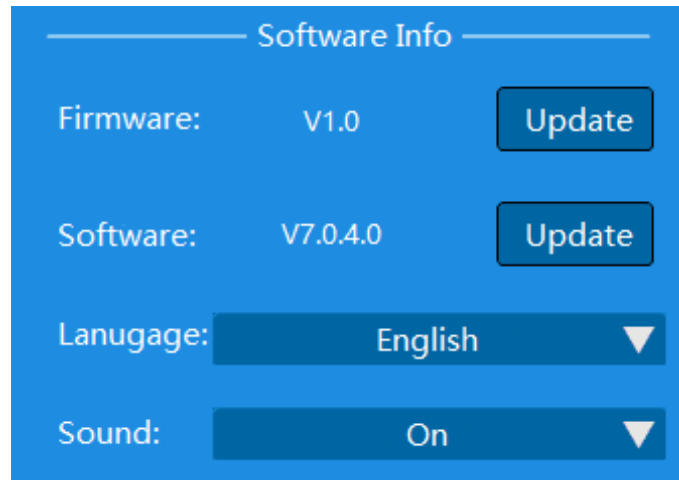 Software Info
Firmware: V1.0 Update
Software: V7.0.4.0 Update
Lanugage: English
Sound: On